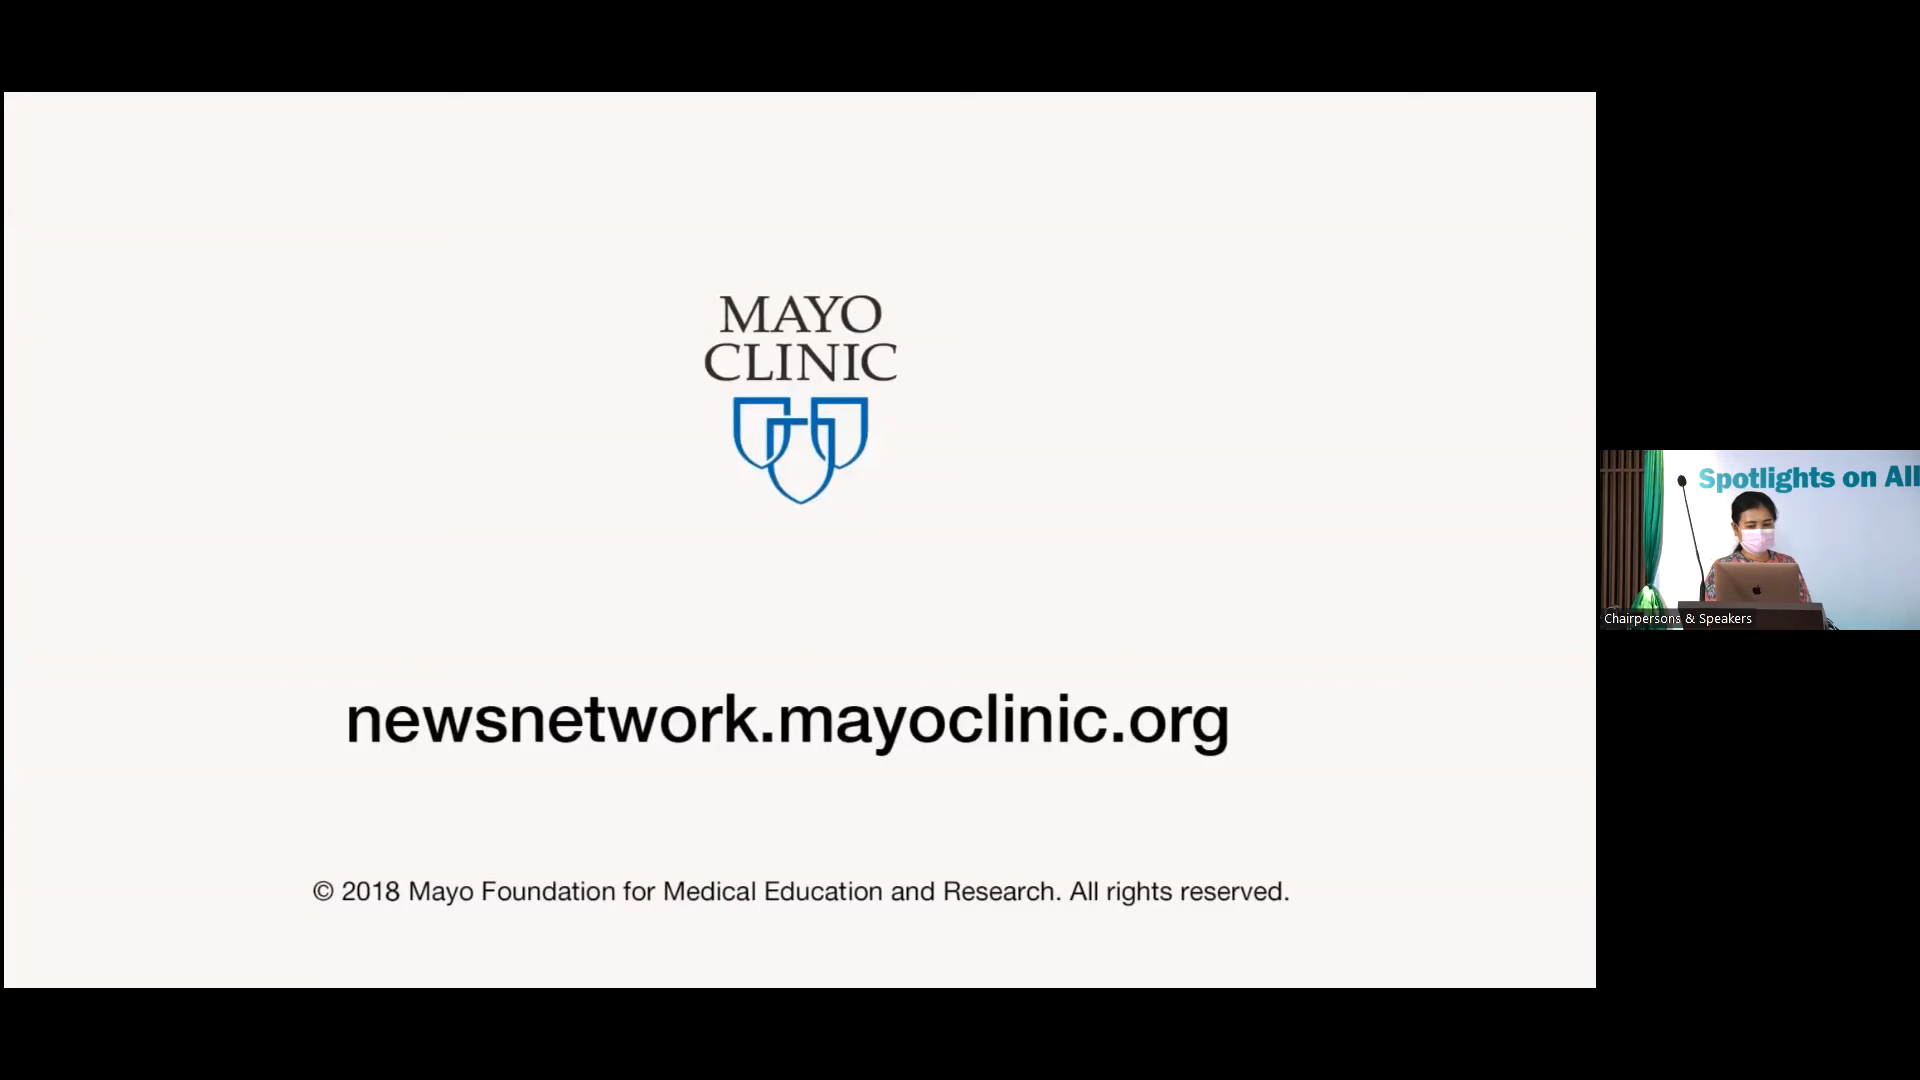 MAYO
CLINIC
newsnetwork.mayoclinic.org
© 2018 Mayo Foundation for Medical Education and Research. All rights reserved.
Spotlights on All
Chairpersons & Speakers